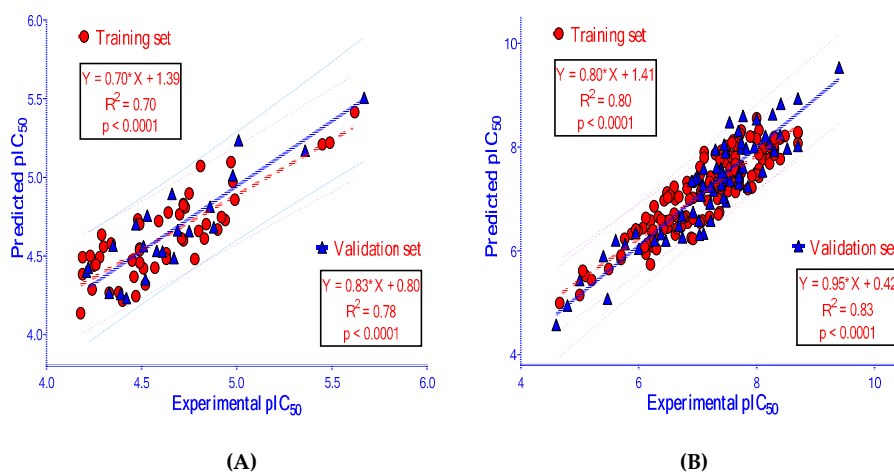 6.0
5.5
5.0
4.5
4.0
Predicted pIC50
Training set
Y = 0.70* X + 1.39
R2 = 0.70
p < 0.0001
Validation set
Y = 0.83* X + 0.80
R2 = 0.78
p < 0.0001
4.0 4.5 5.0 5.5 6.0
Experimental pIC50
(A)
10
8
6
4
Predicted pIC50
Training set
Y = 0.80* X + 1.41
R2 = 0.80
p < 0.0001
Validation set
Y = 0.95* X + 0.42
R2 = 0.83
p < 0.0001
4 6 8 10
Experimental pIC50
(B)